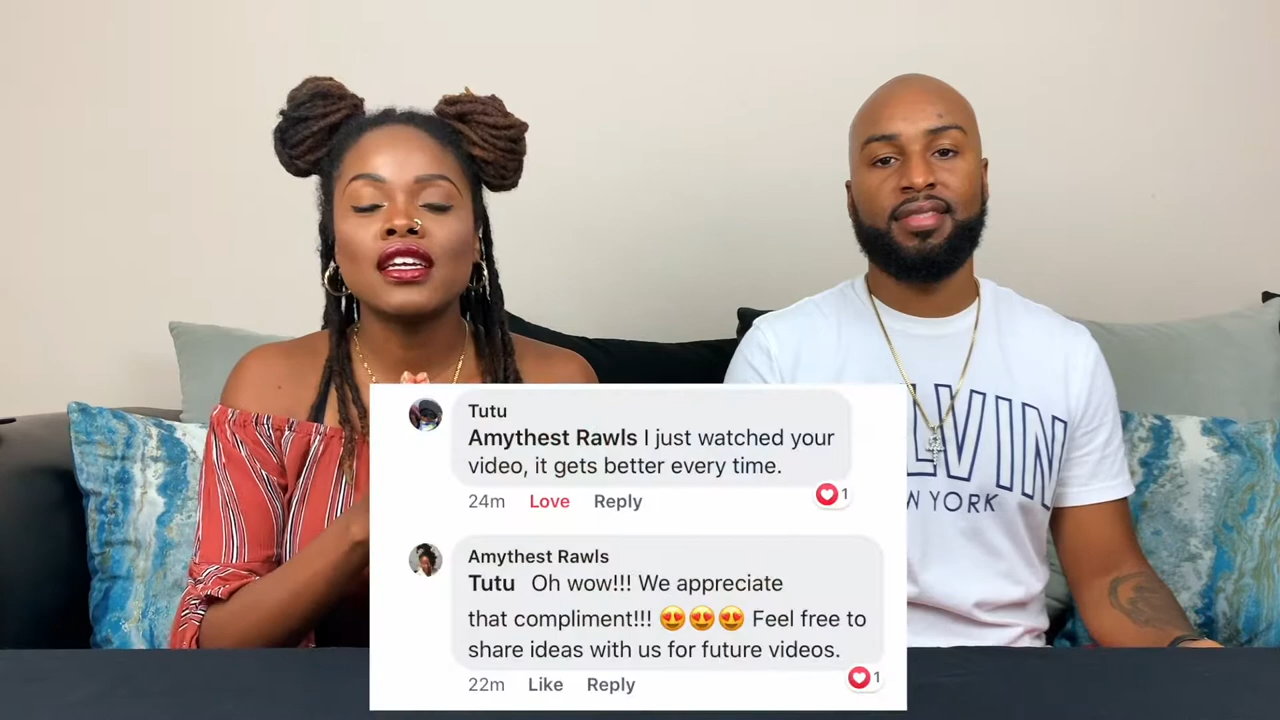 Tutu
Amythest Rawls I just watched your
video, it gets better every time.
24m Love Reply
1
Amythest Rawls
Tutu Oh wow!!! We appreciate
that compliment!!! 😍😍😍 Feel free to
share ideas with us for future videos.
22m Like Reply
1
LVIN
N YORK